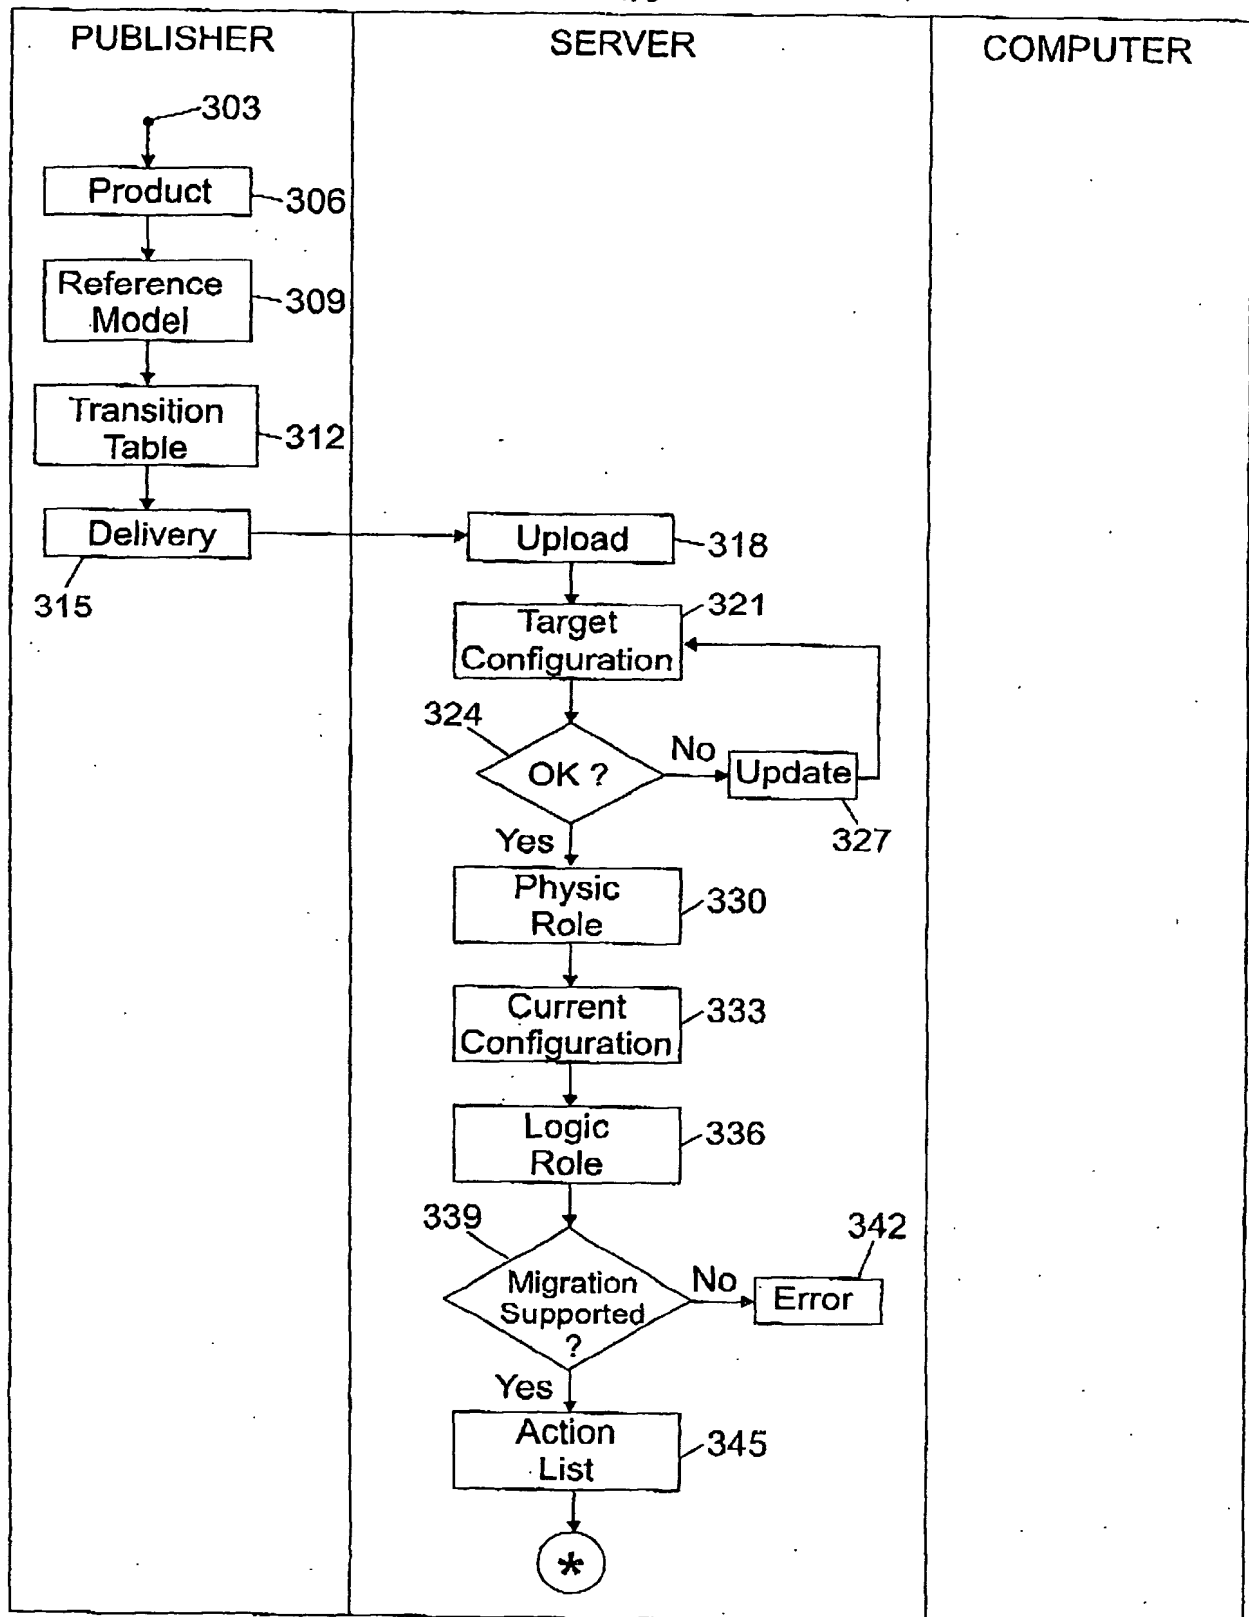 PUBLISHER
SERVER
COMPUTER
303
Product
306
Reference
Model
309
Transition
Table
312
Delivery
315
Upload
318
Target
Configuration
321
324
OK ?
No
Update
327
Yes
Physic
Role
330
Current
Configuration
333
Logic
Role
336
339
Migration
Supported
?
No
342
Error
Yes
Action
List
345
*